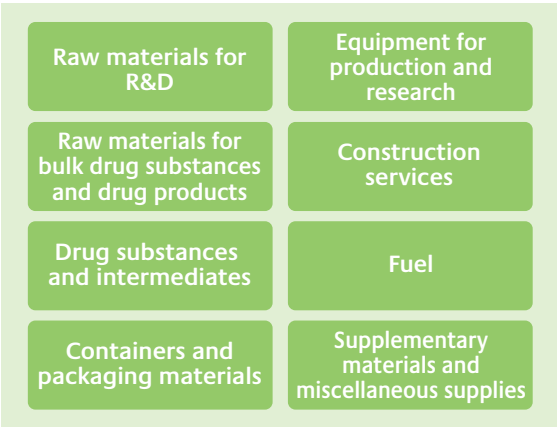 Raw materials for
R&D
Equipment for
production and
research
Raw materials for
bulk drug substances
and drug products
Construction
services
Drug substances
and intermediates
Fuel
Containers and
packaging materials
Supplementary
materials and
miscellaneous supplies